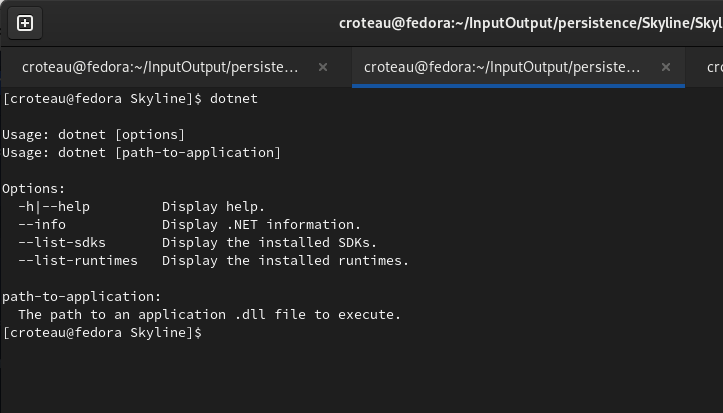 croteau@fedora:~/InputOutput/persistence/Skyline/Skyl
croteau@fedora:~/InputOutput/persiste... ×
croteau@fedora:~/InputOutput/persiste... ×
cr
[croteau@fedora Skyline]$ dotnet
Usage: dotnet [options]
Usage: dotnet [path-to-application]
Options:
-h|--help Display help.
--info Display .NET information.
--list-sdks Display the installed SDKs.
--list-runtimes Display the installed runtimes.
path-to-application:
The path to an application .dll file to execute.
[croteau@fedora Skyline]$